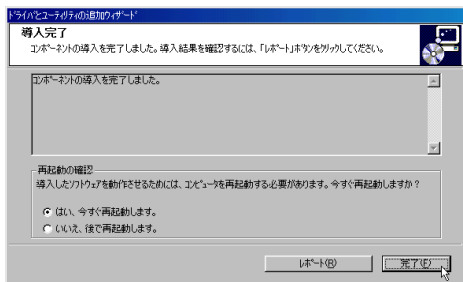 ﾄﾞﾗｲﾊﾞとﾕｰﾃｨﾘﾃｨの追加ｳｨｻﾞｰﾄﾞ
導入完了
ｺﾝﾎﾟｰﾈﾝﾄの導入を完了しました。導入結果を確認するには、「ﾚﾎﾟｰﾄ」ﾎﾞﾀﾝをｸﾘｯｸしてください。
ｺﾝﾎﾟｰﾈﾝﾄの導入を完了しました。
再起動の確認
導入したｿﾌﾄｳｪｱを動作させるためには、ｺﾝﾋﾟｭｰﾀを再起動する必要があります。今すぐ再起動しますか？
はい、今すぐ再起動します。
いいえ、後で再起動します。
ﾚﾎﾟｰﾄ(R)
完了(F)